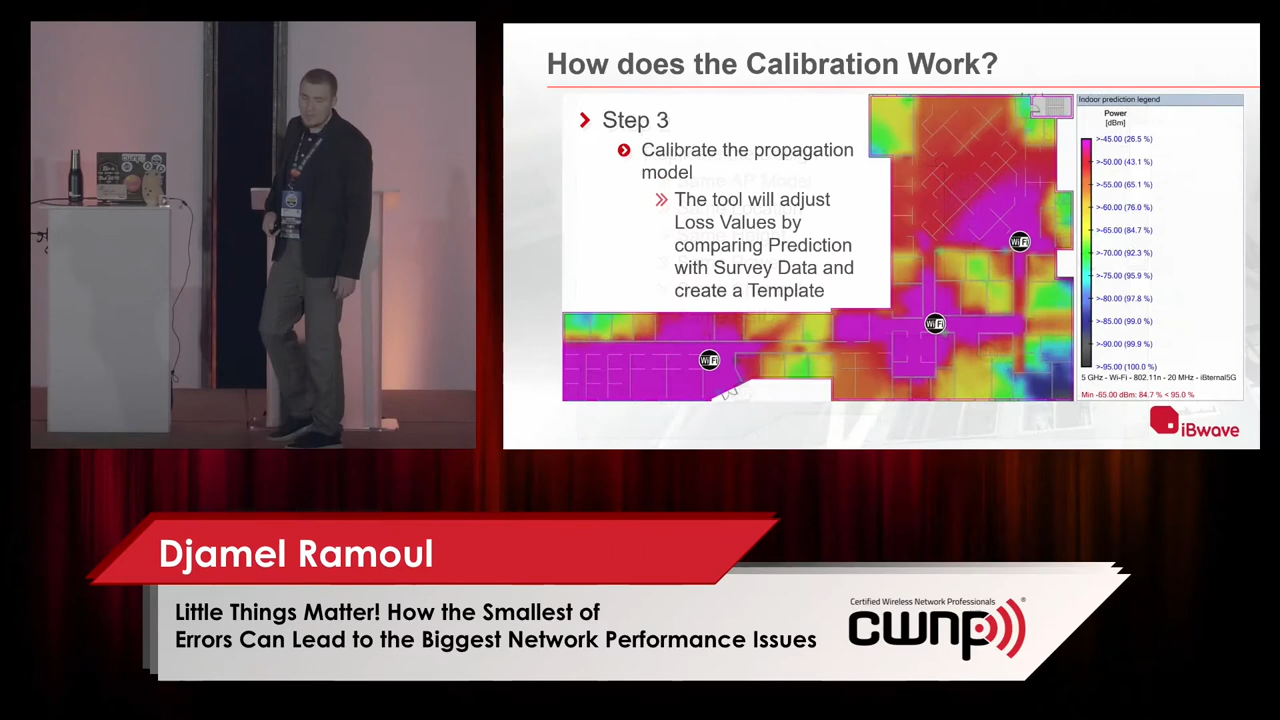 How does the Calibration Work?
Step 3
Calibrate the propagation
model
The tool will adjust
Loss Values by
comparing Prediction
with Survey Data and
create a Template
WiFi
WiFi
WiFi
Indoor prediction legend
Power
[dBm]
>-45.00 (26.5 %)
>-50.00 (43.1 %)
>-55.00 (65.1 %)
>-60.00 (76.0 %)
>-65.00 (84.7 %)
>-70.00 (92.3 %)
>-75.00 (95.9 %)
>-80.00 (97.8 %)
>-85.00 (99.0 %)
>-90.00 (99.9 %)
>-95.00 (100.0 %)
5 GHz - Wi-Fi - 802.11n - 20 MHz - iBternal5G
Min -65.00 dBm: 84.7 % < 95.0 %
iBwave
Djamel Ramoul
Little Things Matter! How the Smallest of
Errors Can Lead to the Biggest Network Performance Issues
Certified Wireless Network Professionals
cwnp